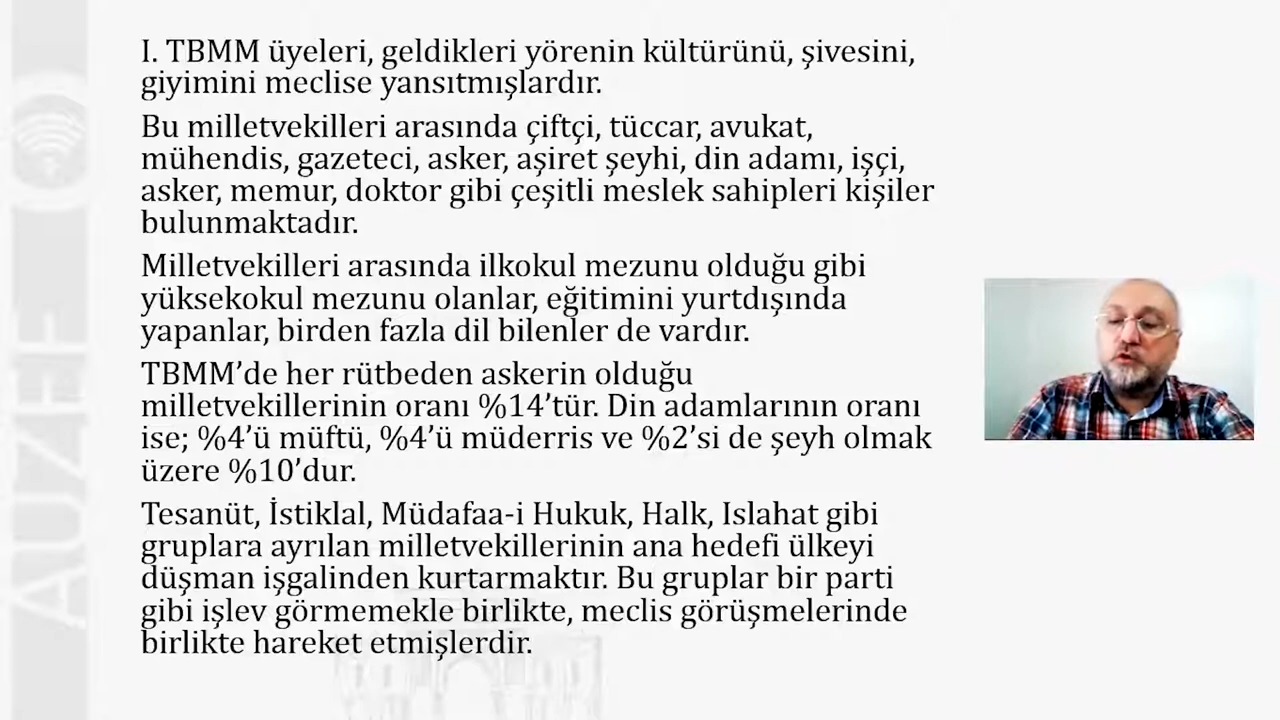 I. TBMM üyeleri, geldikleri yörenin kültürünü, şivesini,
giyimini meclise yansıtmışlardır.
Bu milletvekilleri arasında çiftçi, tüccar, avukat,
mühendis, gazeteci, asker, aşiret şeyhi, din adamı, işçi,
asker, memur, doktor gibi çeşitli meslek sahipleri kişiler
bulunmaktadır.
Milletvekilleri arasında ilkokul mezunu olduğu gibi
yüksekokul mezunu olanlar, eğitimini yurtdışında
yapanlar, birden fazla dil bilenler de vardır.
TBMM’de her rütbeden askerin olduğu
milletvekillerinin oranı %14’tür. Din adamlarının oranı
ise; %4’ü müftü, %4’ü müderris ve %2’si de şeyh olmak
üzere %10’dur.
Tesanüt, İstiklal, Müdafaa-i Hukuk, Halk, Islahat gibi
gruplara ayrılan milletvekillerinin ana hedefi ülkeyi
düşman işgalinden kurtarmaktır. Bu gruplar bir parti
gibi işlev görmemekle birlikte, meclis görüşmelerinde
birlikte hareket etmişlerdir.
AUZEF